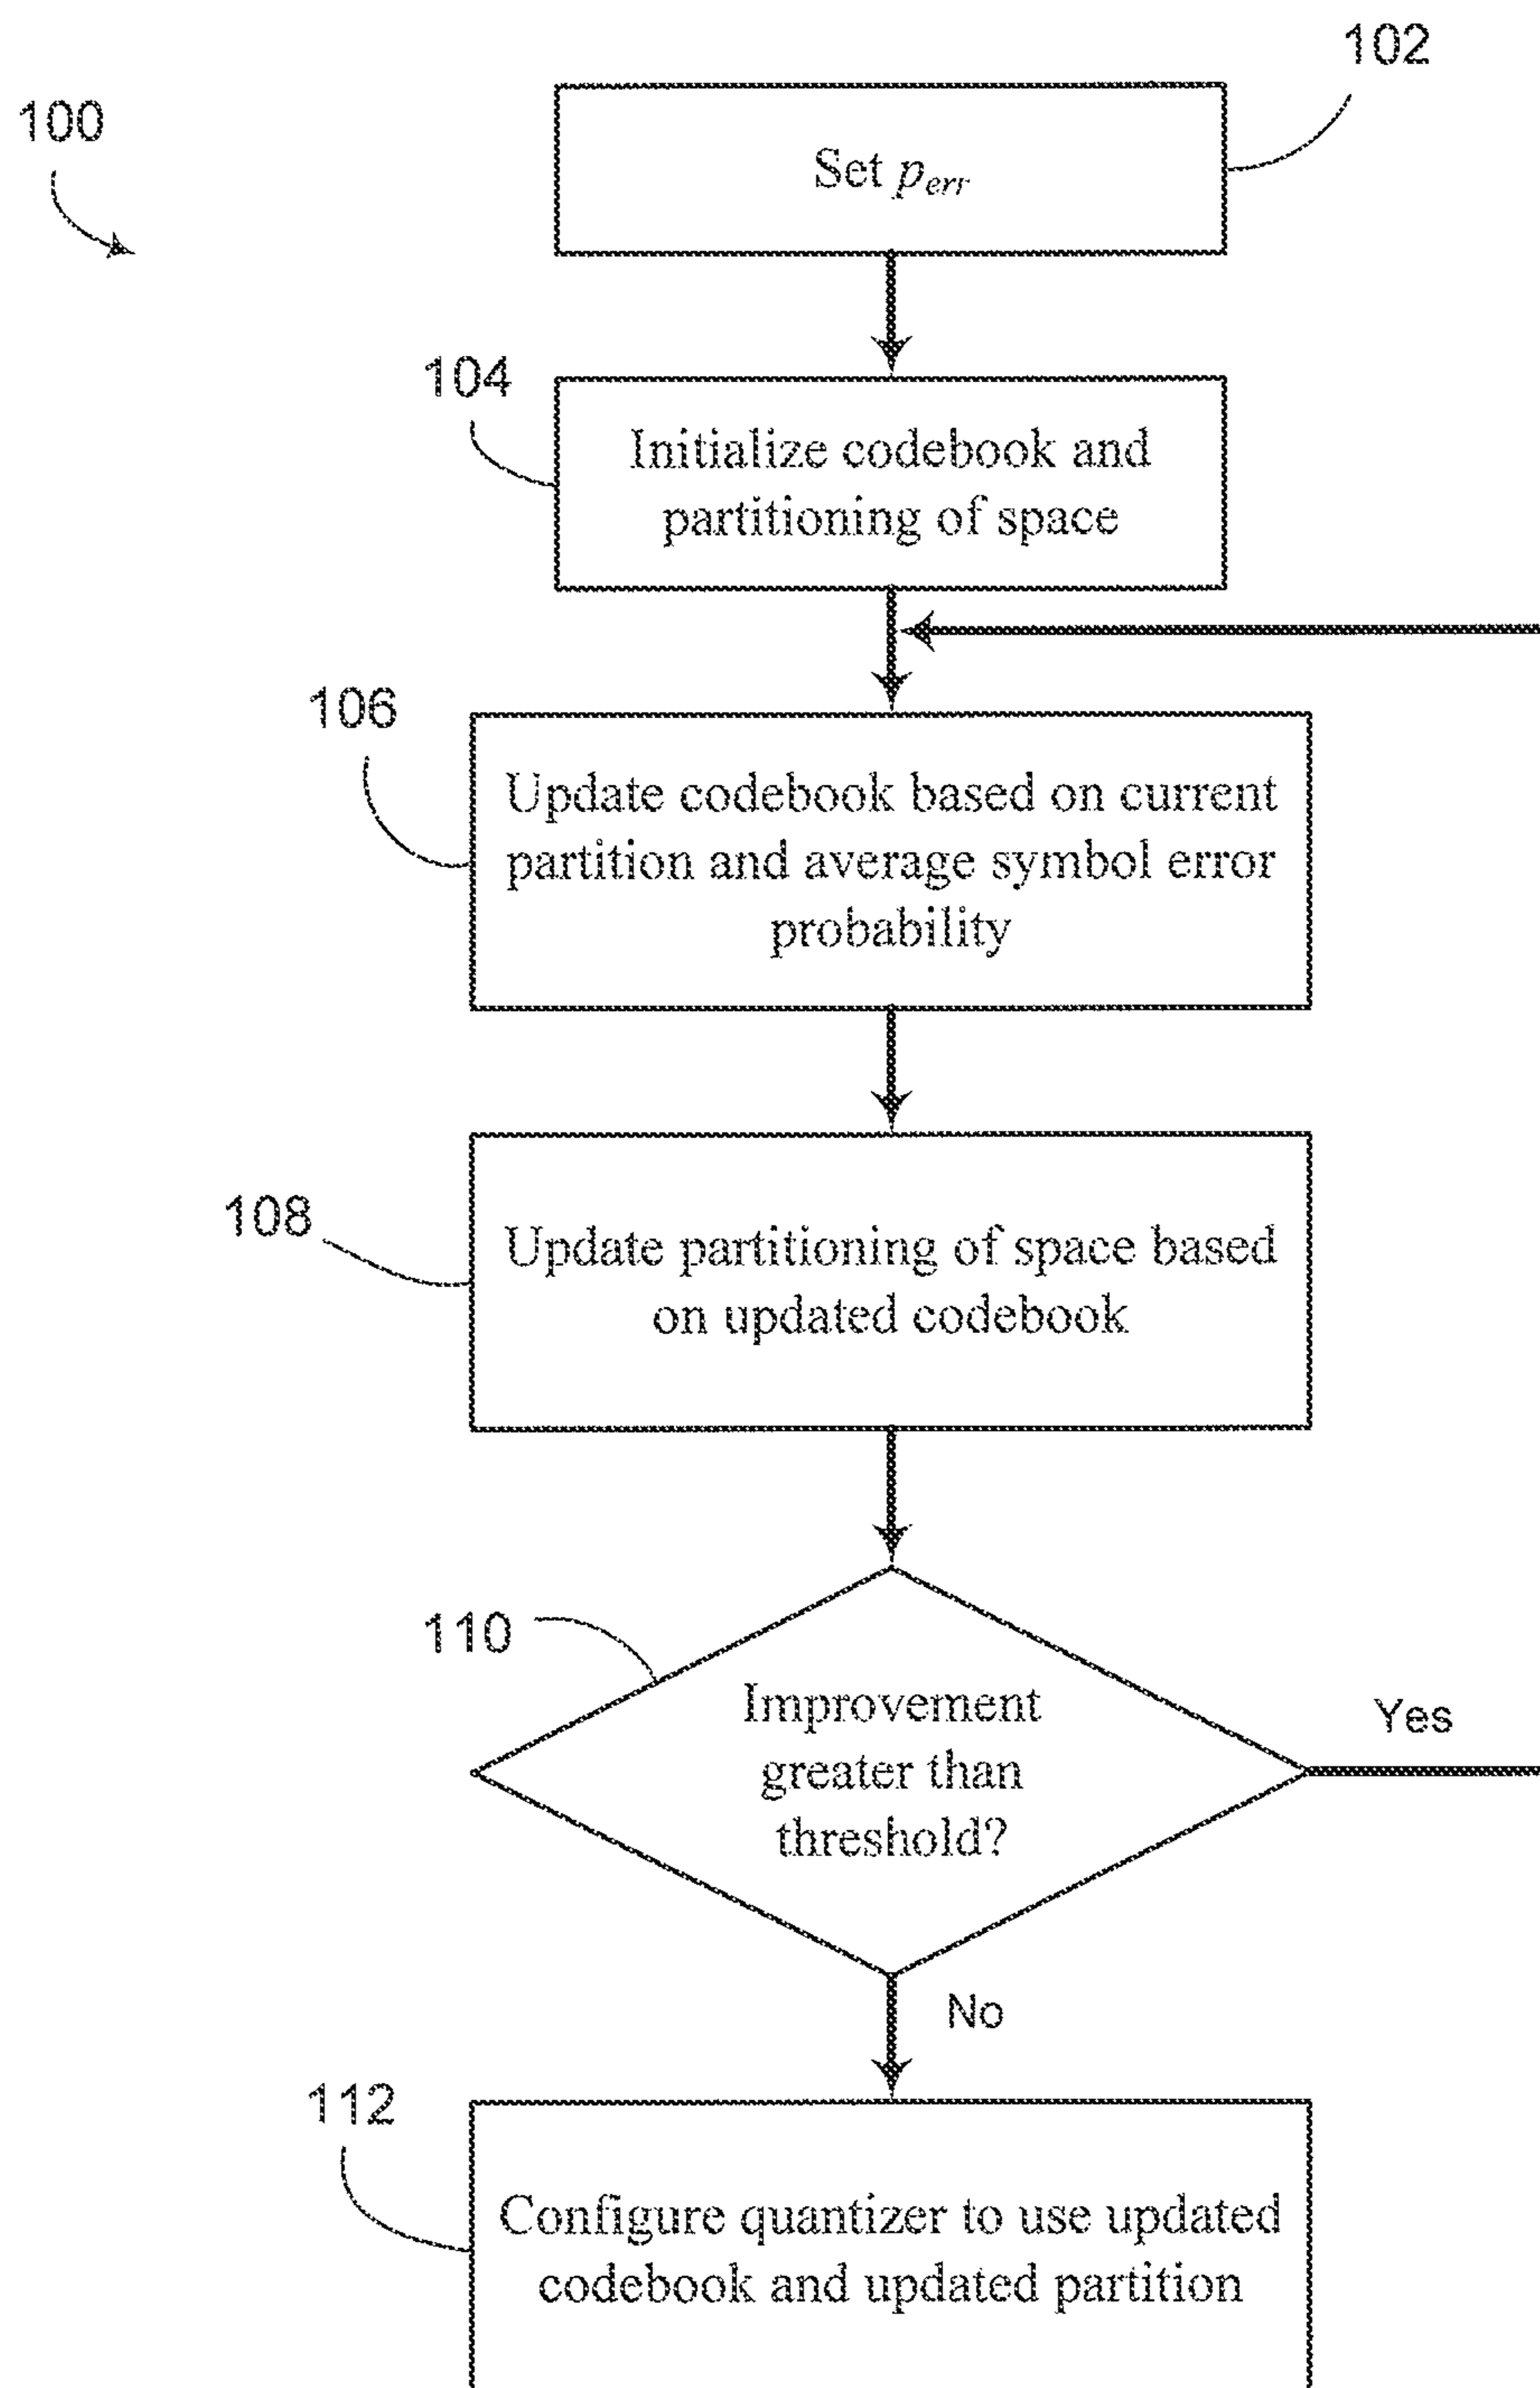 102
100
Set p_err
104
Initialize codebook and
partitioning of space
106
Update codebook based on current
partition and average symbol error
probability
108
Update partitioning of space based
on updated codebook
110
Improvement
greater than
threshold?
Yes
No
112
Configure quantizer to use updated
codebook and updated partition